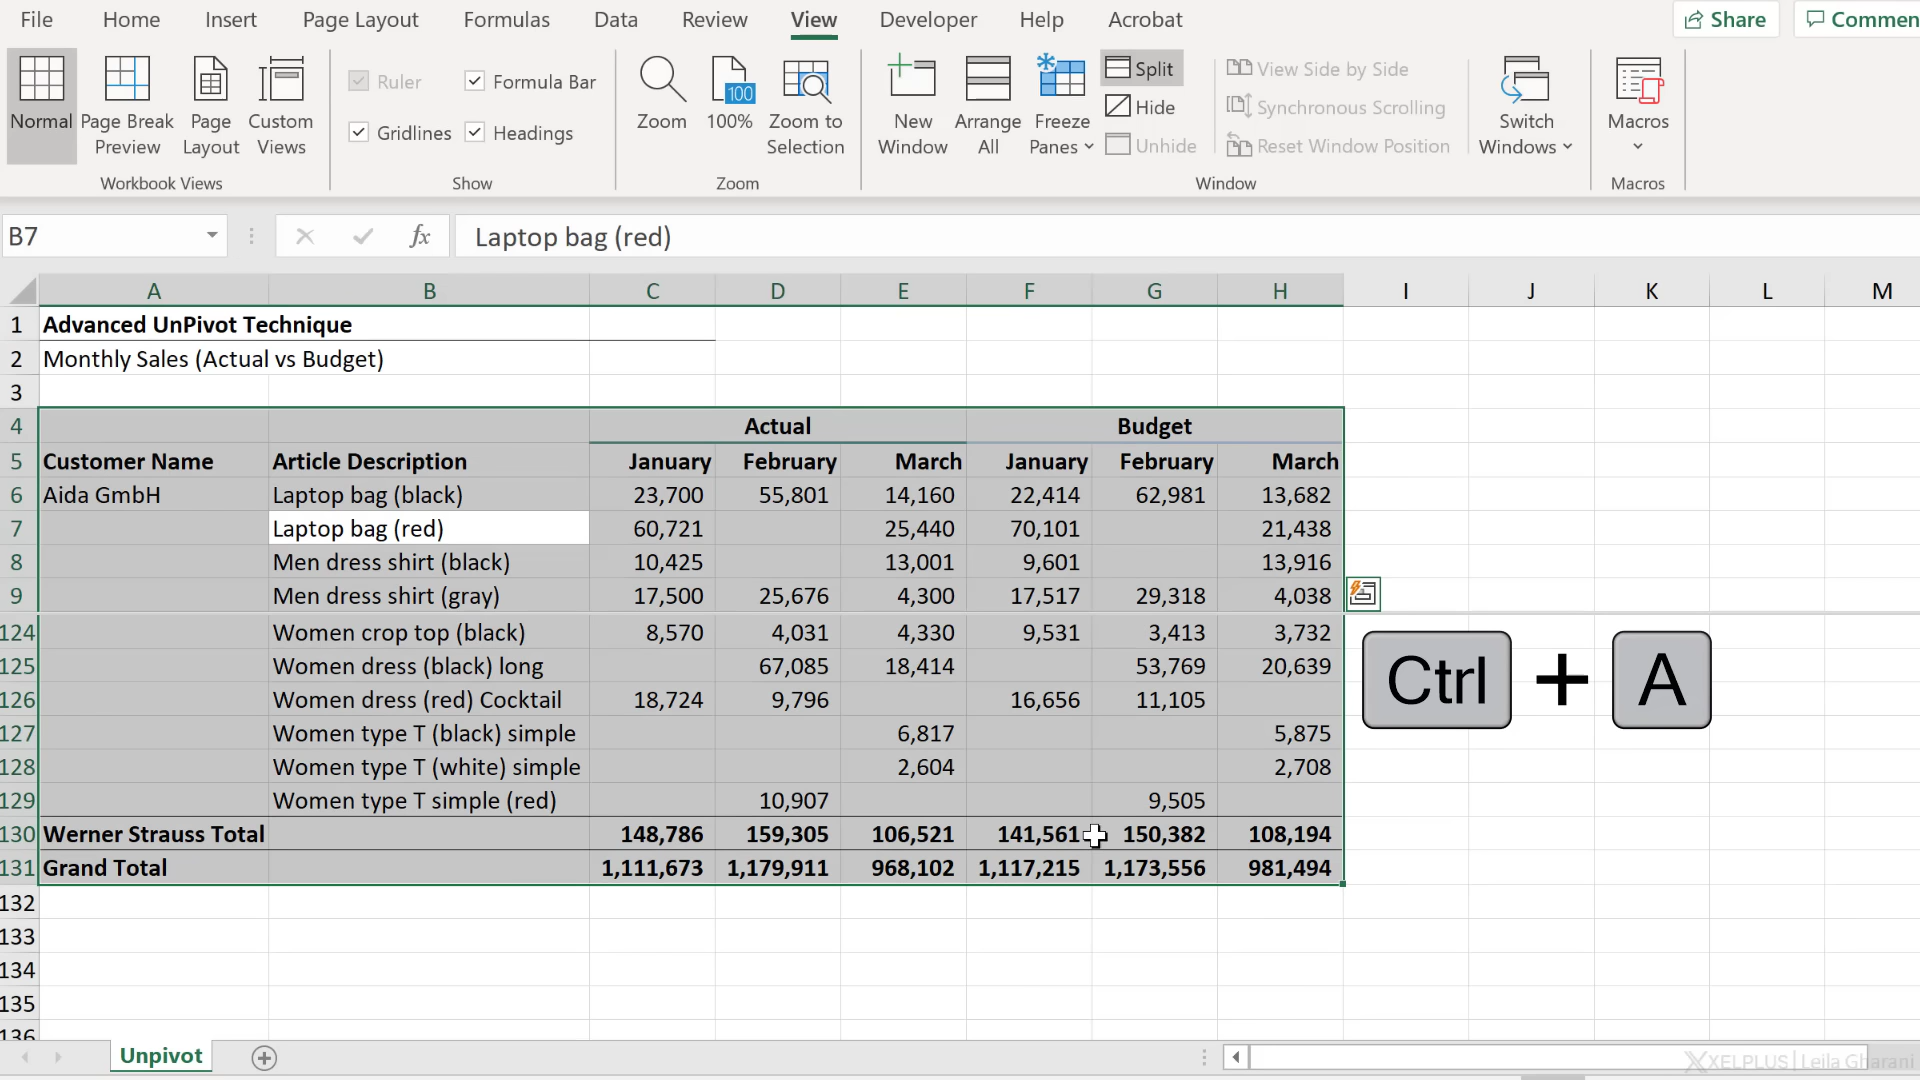 File Home Insert Page Layout Formulas Data Review View Developer Help Acrobat Share Commen
Normal Page Break Preview Page Layout Custom Views
Workbook Views
Ruler Formula Bar
Gridlines Headings
Show
Zoom 100 100% Zoom to Selection
Zoom
New Window Arrange All Freeze Panes
Split
Hide
Unhide
View Side by Side
Synchronous Scrolling
Reset Window Position
Switch Windows
Window
Macros
Macros
B7 fx Laptop bag (red)
A B C D E F G H I J K L M
1 Advanced UnPivot Technique
2 Monthly Sales (Actual vs Budget)
3
4 Actual Budget
5 Customer Name Article Description January February March January February March
6 Aida GmbH Laptop bag (black) 23,700 55,801 14,160 22,414 62,981 13,682
7 Laptop bag (red) 60,721 25,440 70,101 21,438
8 Men dress shirt (black) 10,425 13,001 9,601 13,916
9 Men dress shirt (gray) 17,500 25,676 4,300 17,517 29,318 4,038
124 Women crop top (black) 8,570 4,031 4,330 9,531 3,413 3,732
125 Women dress (black) long 67,085 18,414 53,769 20,639
126 Women dress (red) Cocktail 18,724 9,796 16,656 11,105
127 Women type T (black) simple 6,817 5,875
128 Women type T (white) simple 2,604 2,708
129 Women type T simple (red) 10,907 9,505
130 Werner Strauss Total 148,786 159,305 106,521 141,561 150,382 108,194
131 Grand Total 1,111,673 1,179,911 968,102 1,117,215 1,173,556 981,494
Ctrl + A
132
133
134
135
136
Unpivot
XELPLUS | Leila Gharani